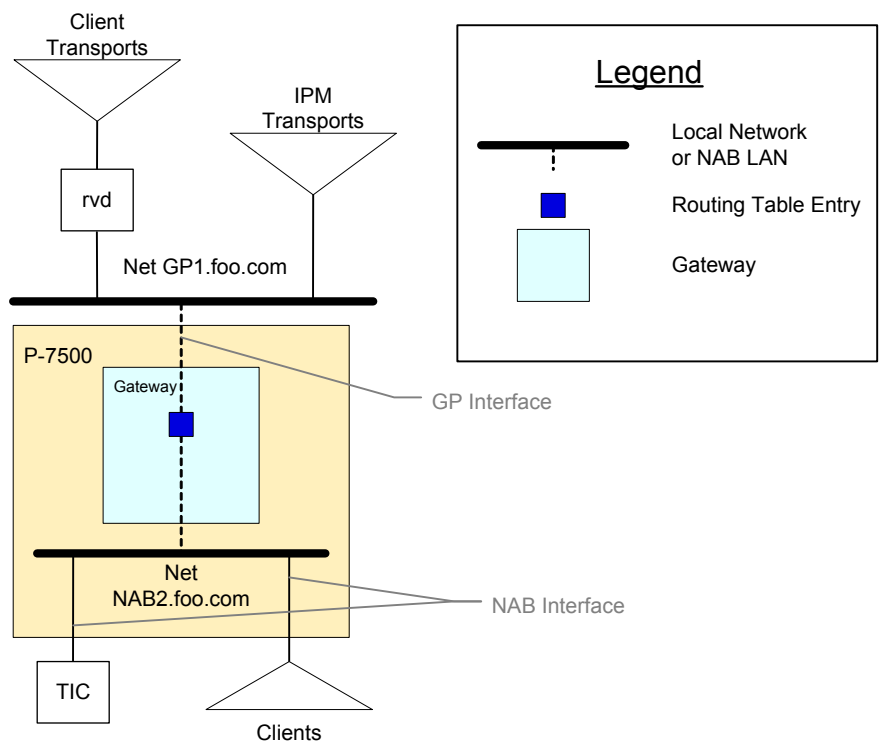 Client
Transports
IPM
Transports
rvd
Net GP1.foo.com
P-7500
Gateway
GP Interface
Net
NAB2.foo.com
NAB Interface
TIC
Clients
Legend
Local Network
or NAB LAN
Routing Table Entry
Gateway